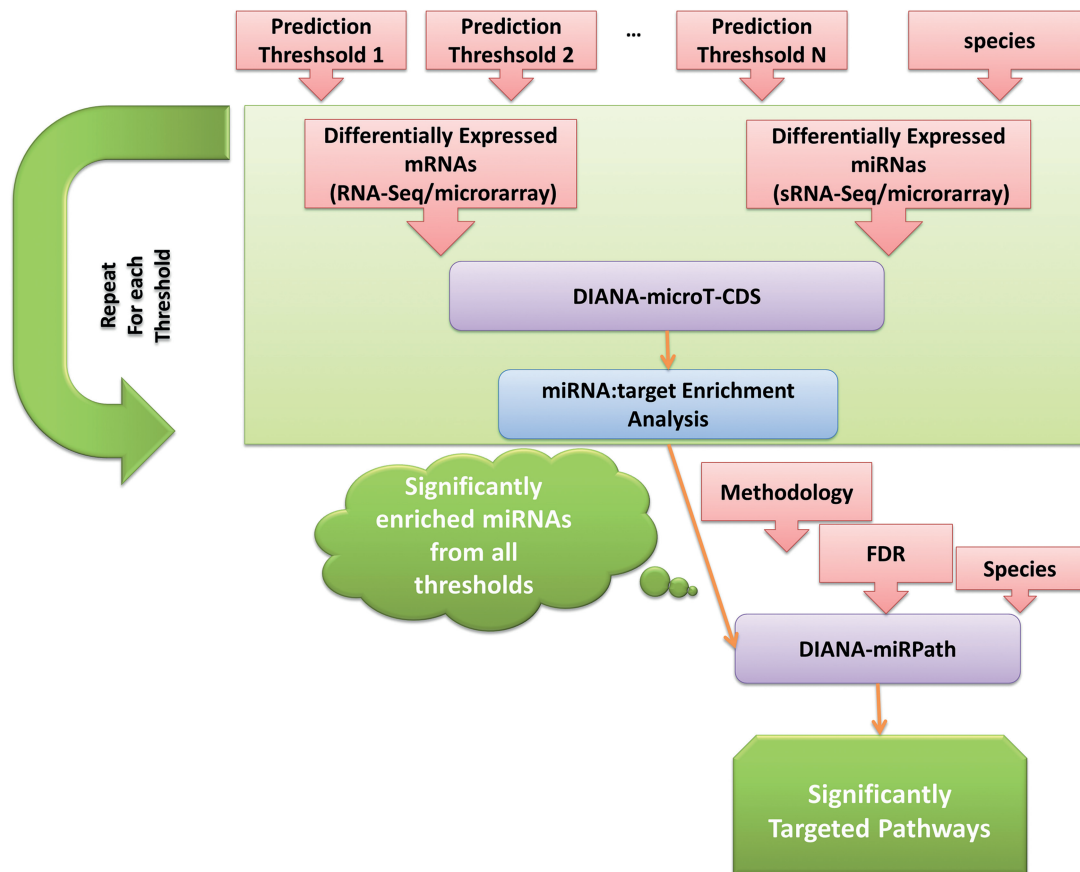 Prediction
Threshsold 1
Prediction
Threshsold 2
...
Prediction
Threshsold N
species
Differentially Expressed
mRNAs
(RNA-Seq/microrarray)
Differentially Expressed
miRNas
(sRNA-Seq/microrarray)
Repeat
For each
Threshold
DIANA-microT-CDS
miRNA:target Enrichment
Analysis
Significantly
enriched miRNAs
from all
thresholds
Methodology
FDR
Species
DIANA-miRPath
Significantly
Targeted Pathways